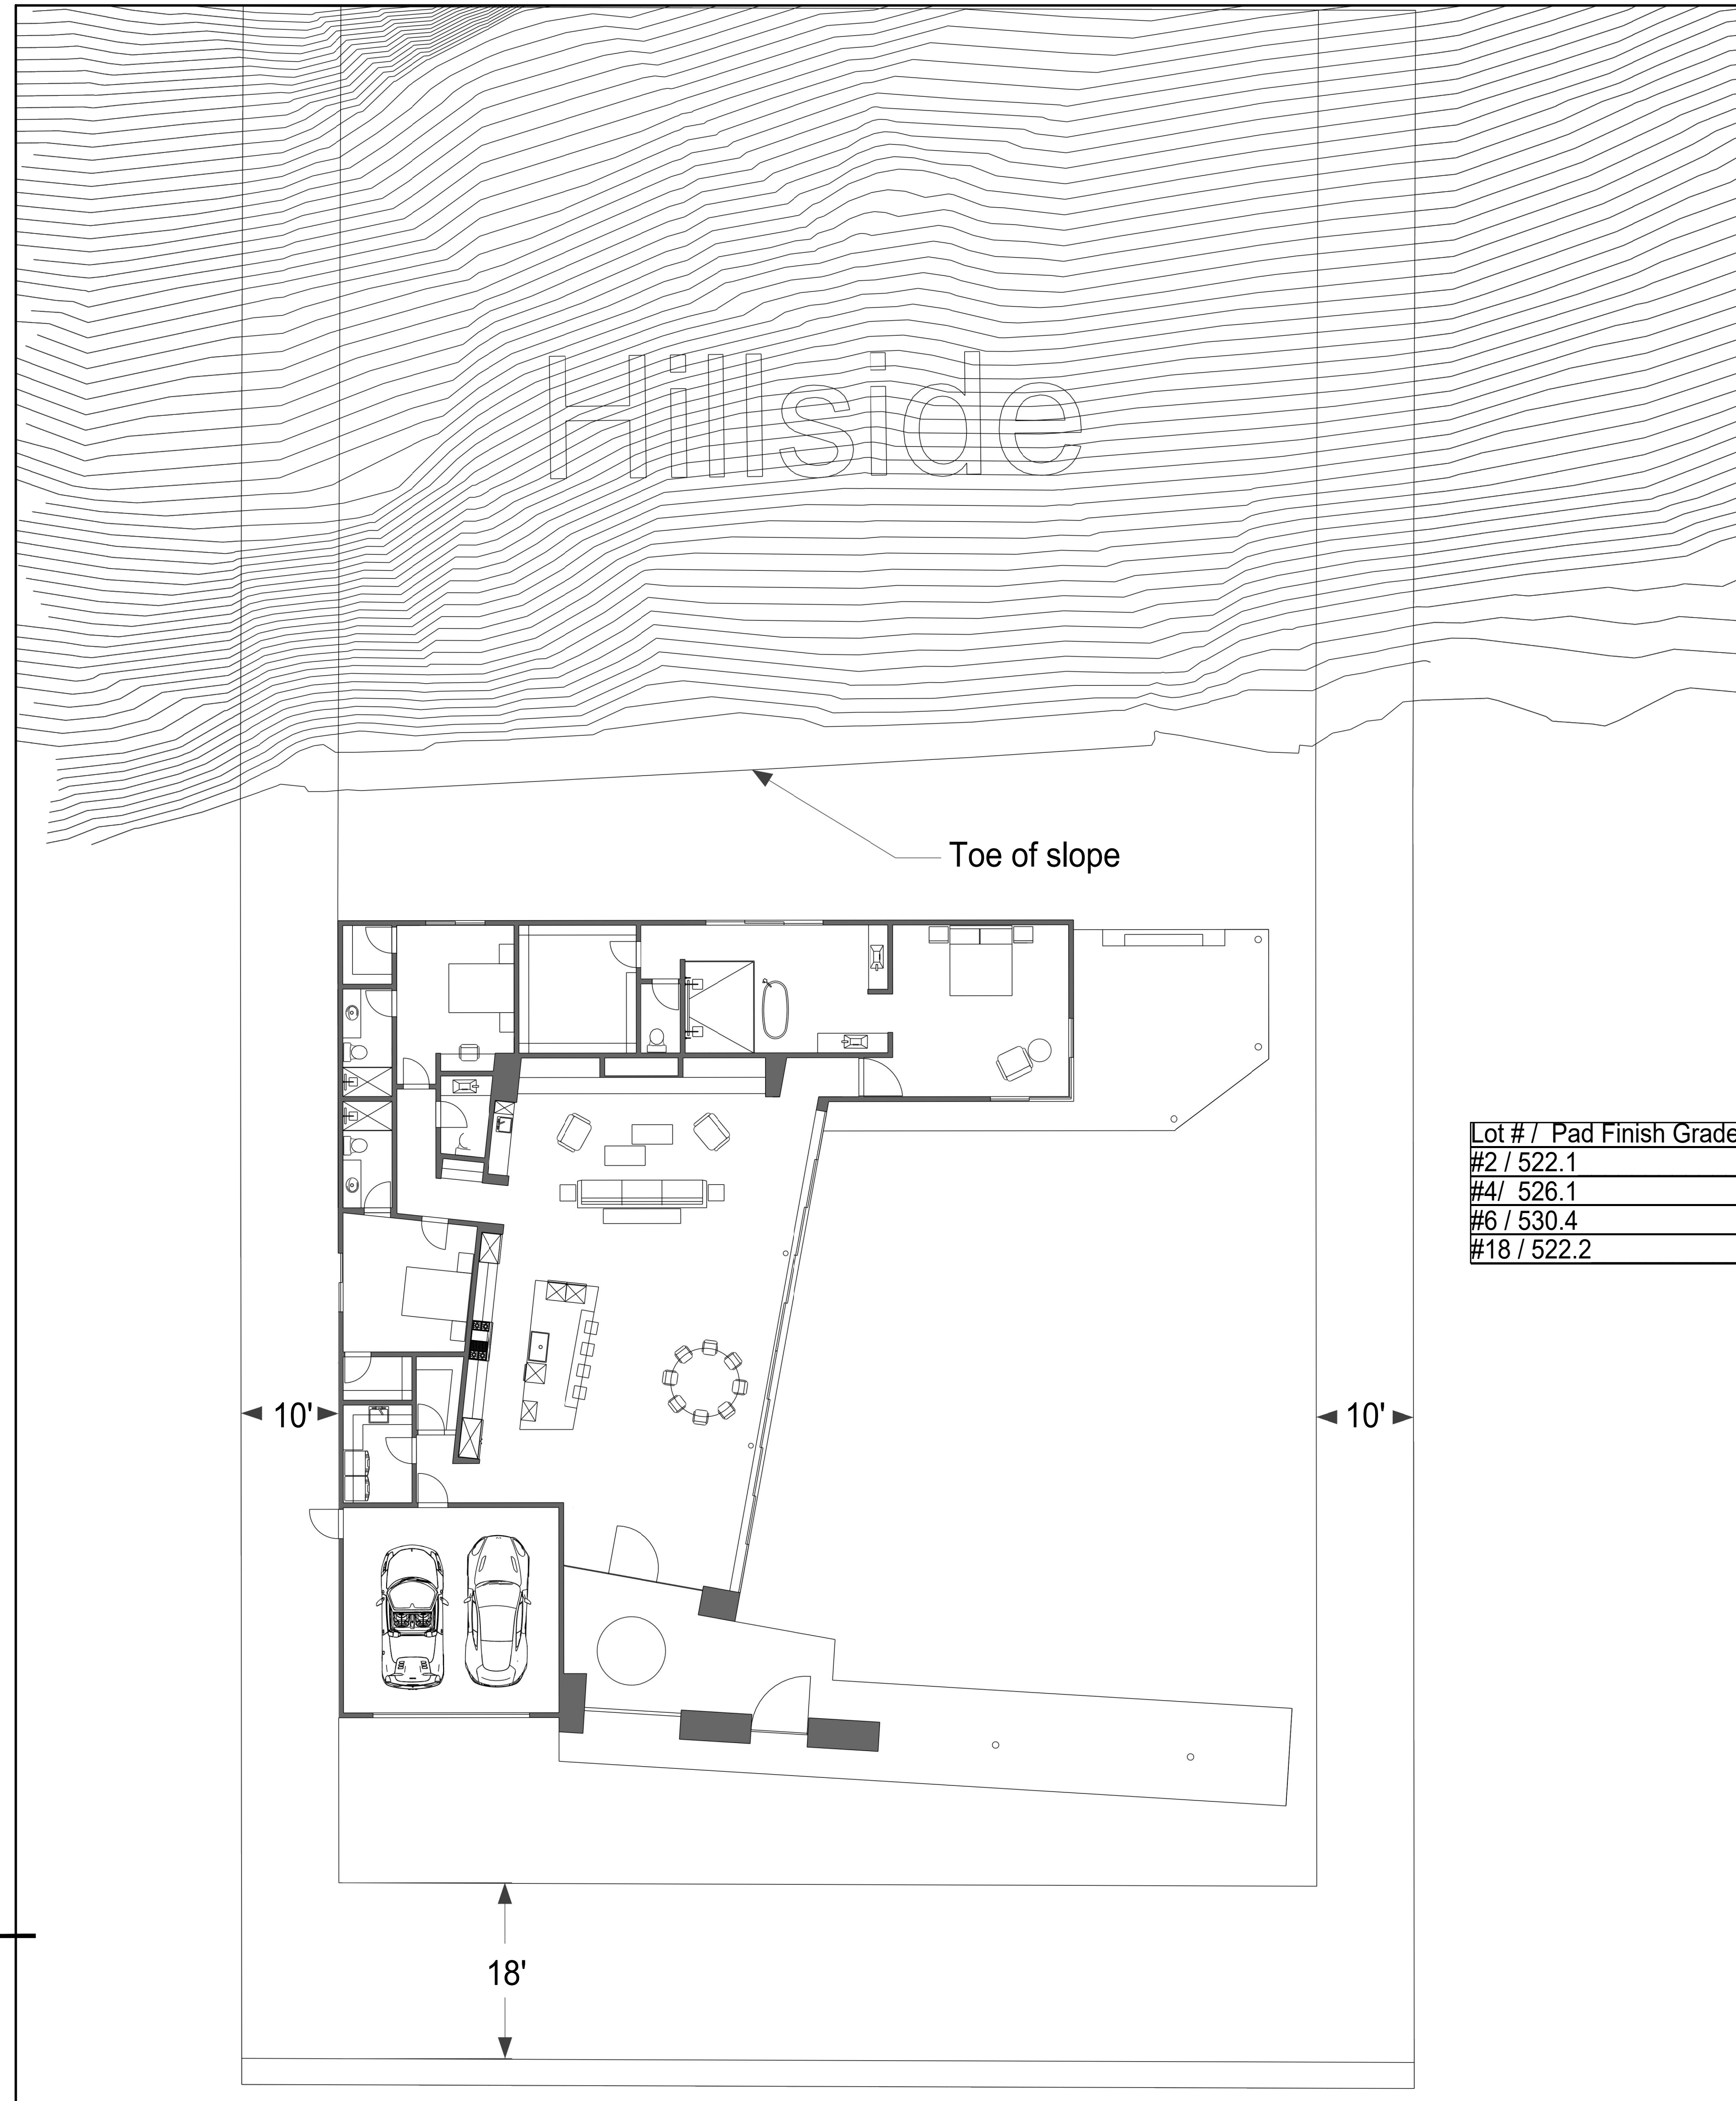 Hillside
Toe of slope
Lot # / Pad Finish Grade
#2 / 522.1
#4/ 526.1
#6 / 530.4
#18 / 522.2
10'
10'
18'